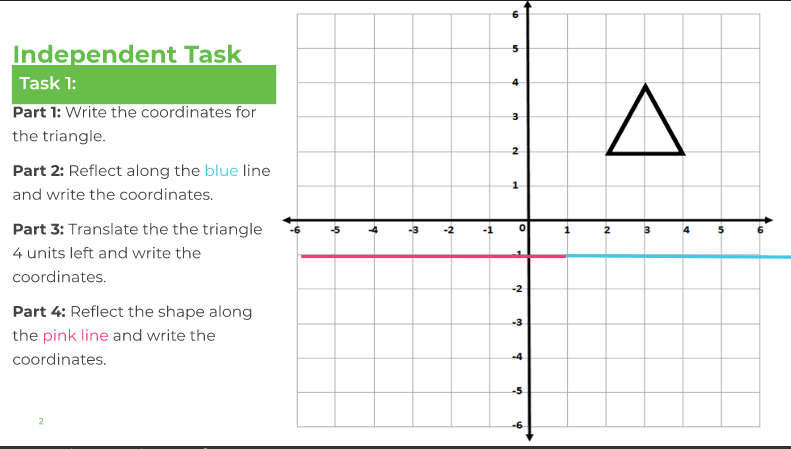 Independent Task
Task 1:
Part 1: Write the coordinates for
the triangle.
Part 2: Reflect along the blue line
and write the coordinates.
Part 3: Translate the the triangle
4 units left and write the
coordinates.
Part 4: Reflect the shape along
the pink line and write the
coordinates.
2
6
5
4
3
2
1
-6 -5 -4 -3 -2 -1 0 1 2 3 4 5 6
-1
-2
-3
-4
-5
-6